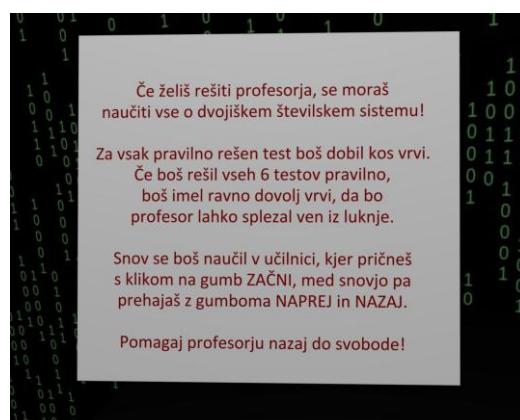 Če želiš rešiti profesorja, se moraš
naučiti vse o dvojiškem številskem sistemu!
Za vsak pravilno rešen test boš dobil kos vrvi.
Če boš rešil vseh 6 testov pravilno,
boš imel ravno dovolj vrvi, da bo
profesor lahko splezal ven iz luknje.
Snov se boš naučil v učilnici, kjer pričneš
s klikom na gumb ZAČNI, med snovjo pa
prehajaš z gumboma NAPREJ in NAZAJ.
Pomagaj profesorju nazaj do svobode!